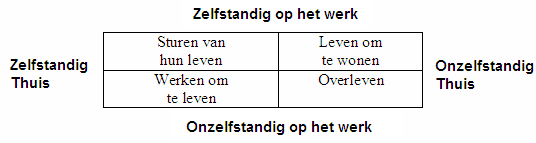 Zelfstandig op het werk
Zelfstandig
Thuis
Sturen van
hun leven
Leven om
te wonen
Werken om
te leven
Overleven
Onzelfstandig
Thuis
Onzelfstandig op het werk